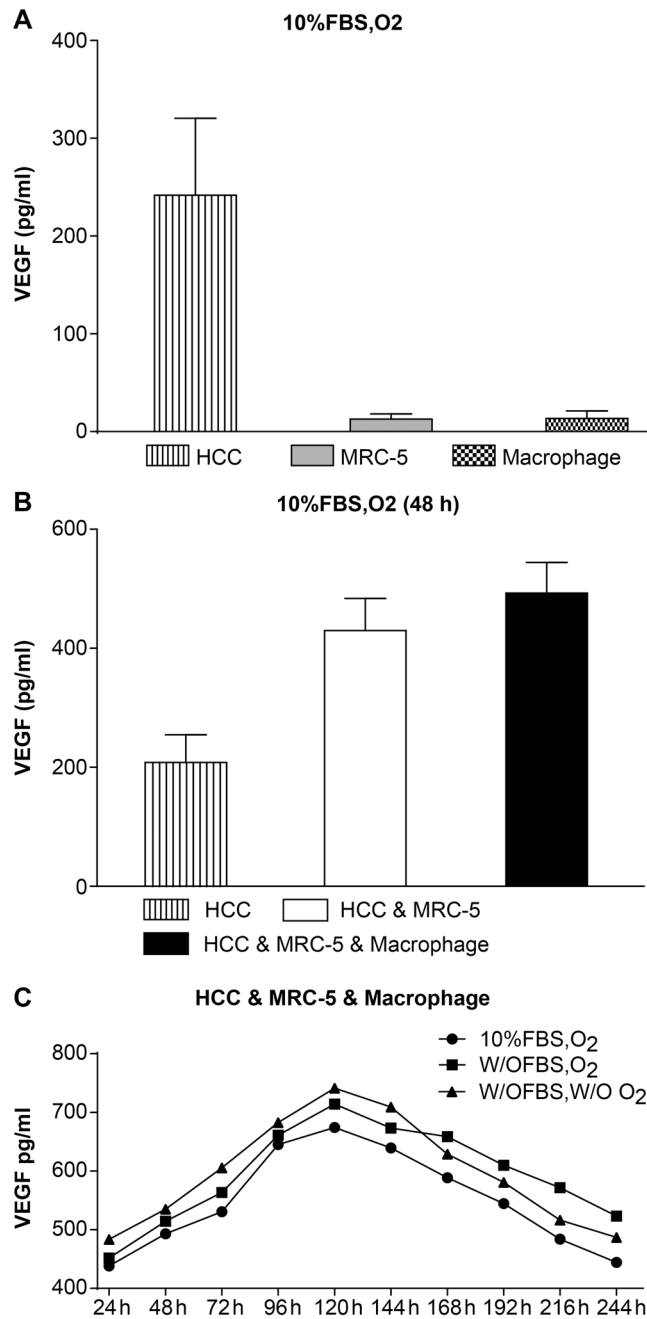 A
10%FBS,O2
400
300
200
100
0
VEGF (pg/ml)
HCC MRC-5 Macrophage
B
10%FBS,O2 (48 h)
600
400
200
0
VEGF (pg/ml)
HCC HCC & MRC-5
HCC & MRC-5 & Macrophage
C
HCC & MRC-5 & Macrophage
10%FBS,O2
W/OFBS,O2
W/OFBS,W/O O2
800
700
600
500
400
VEGF pg/ml
24h 48h 72h 96h 120h 144h 168h 192h 216h 244h